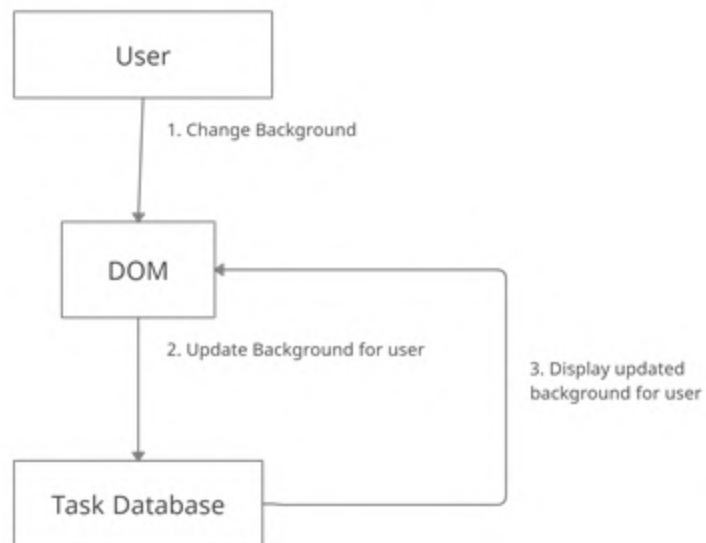 User
1. Change Background
DOM
2. Update Background for user
3. Display updated
background for user
Task Database